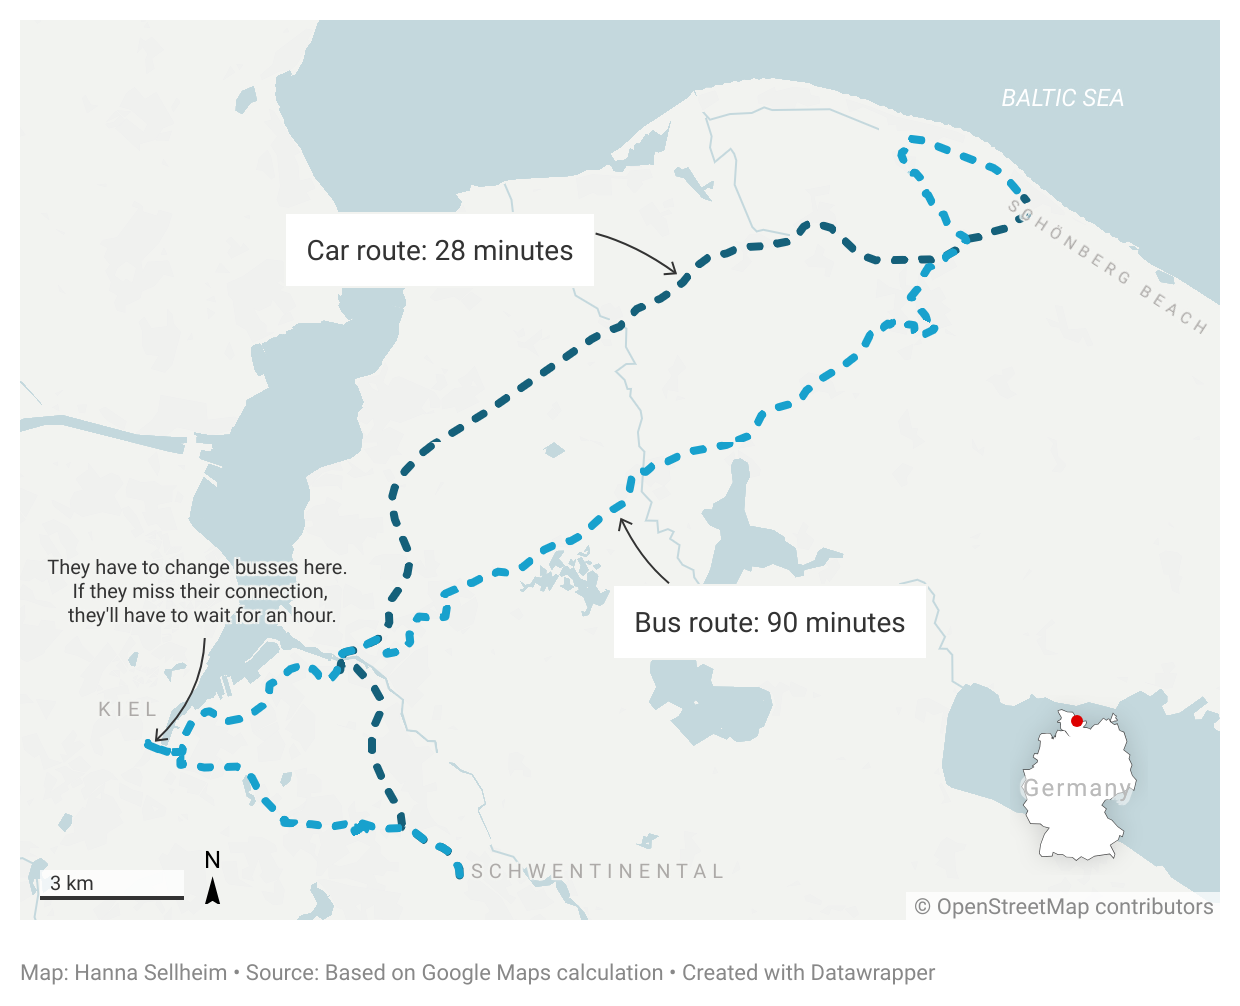 BALTIC SEA
SCHÖNBERG BEACH
Car route: 28 minutes
They have to change busses here.
If they miss their connection,
they'll have to wait for an hour.
Bus route: 90 minutes
KIEL
Germany
N
SCHWENTINENTAL
3 km
© OpenStreetMap contributors
Map: Hanna Sellheim • Source: Based on Google Maps calculation • Created with Datawrapper